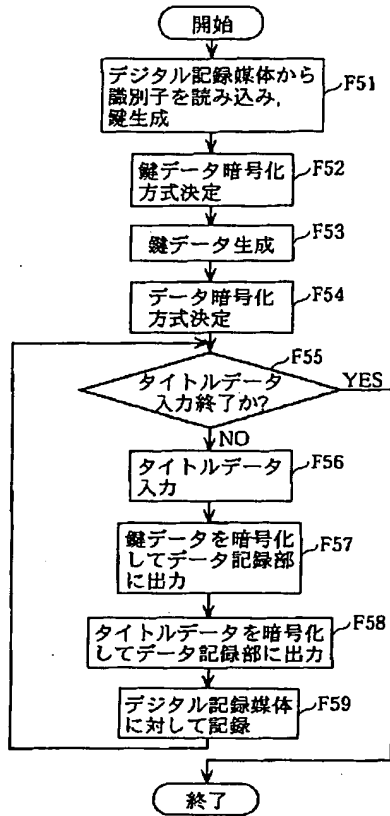 開始
デジタル記録媒体から
識別子を読み込み,
鍵生成
F51
鍵データ暗号化
方式決定
F52
鍵データ生成
F53
データ暗号化
方式決定
F54
タイトルデータ
入力終了か?
F55
YES
NO
タイトルデータ
入力
F56
鍵データを暗号化
してデータ記録部
に出力
F57
タイトルデータを暗号化
してデータ記録部に出力
F58
デジタル記録媒体
に対して記録
F59
終了